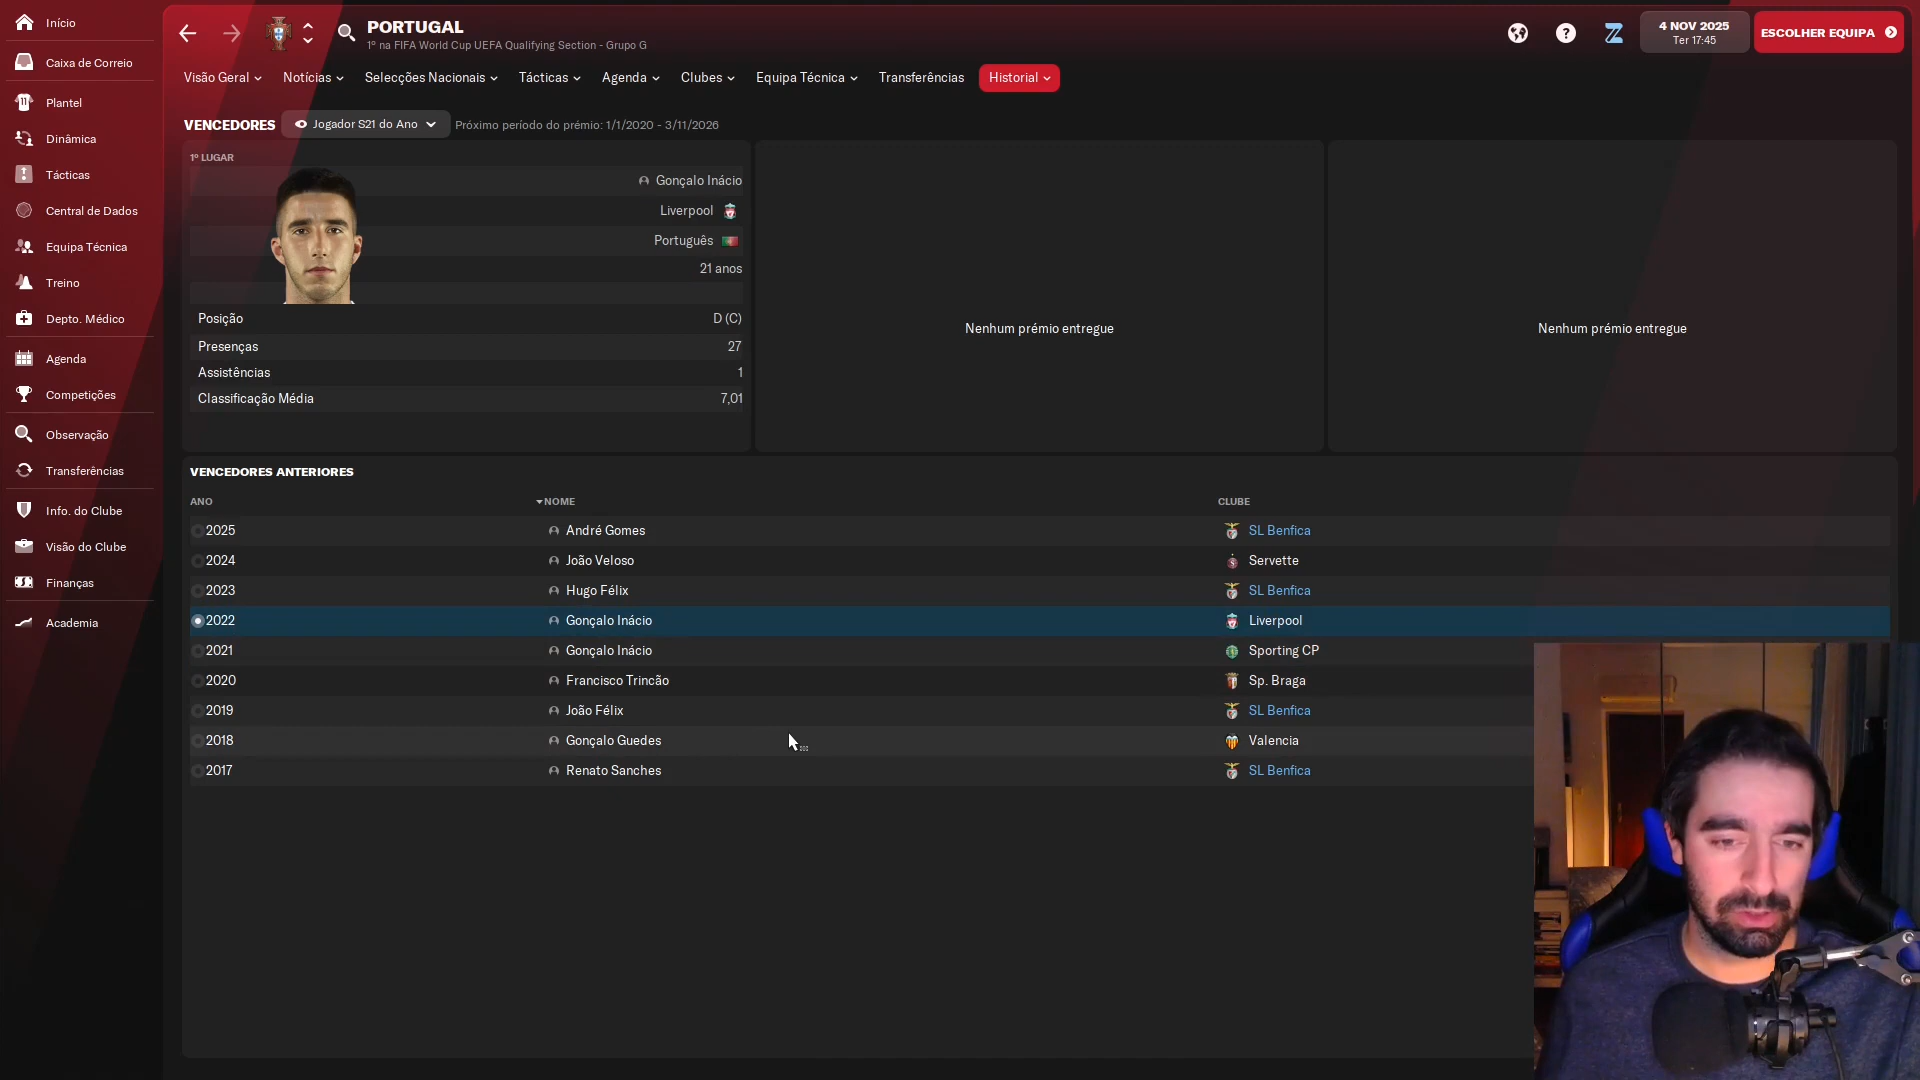 Início
Caixa de Correio
Plantel
Dinâmica
Tácticas
Central de Dados
Equipa Técnica
Treino
Depto. Médico
Agenda
Competições
Observação
Transferências
Info. do Clube
Visão do Clube
Finanças
Academia
PORTUGAL
1º na FIFA World Cup UEFA Qualifying Section - Grupo G
4 NOV 2025
Ter 17:45
ESCOLHER EQUIPA
Visão Geral Notícias Selecções Nacionais Tácticas Agenda Clubes Equipa Técnica Transferências Historial
VENCEDORES Jogador S21 do Ano Próximo período do prémio: 1/1/2020 - 3/11/2026
1º LUGAR
Gonçalo Inácio
Liverpool
Português
21 anos
Posição D (C)
Presenças 27
Assistências 1
Classificação Média 7,01
Nenhum prémio entregue
Nenhum prémio entregue
VENCEDORES ANTERIORES
ANO NOME CLUBE
2025 André Gomes SL Benfica
2024 João Veloso Servette
2023 Hugo Félix SL Benfica
2022 Gonçalo Inácio Liverpool
2021 Gonçalo Inácio Sporting CP
2020 Francisco Trincão Sp. Braga
2019 João Félix SL Benfica
2018 Gonçalo Guedes Valencia
2017 Renato Sanches SL Benfica